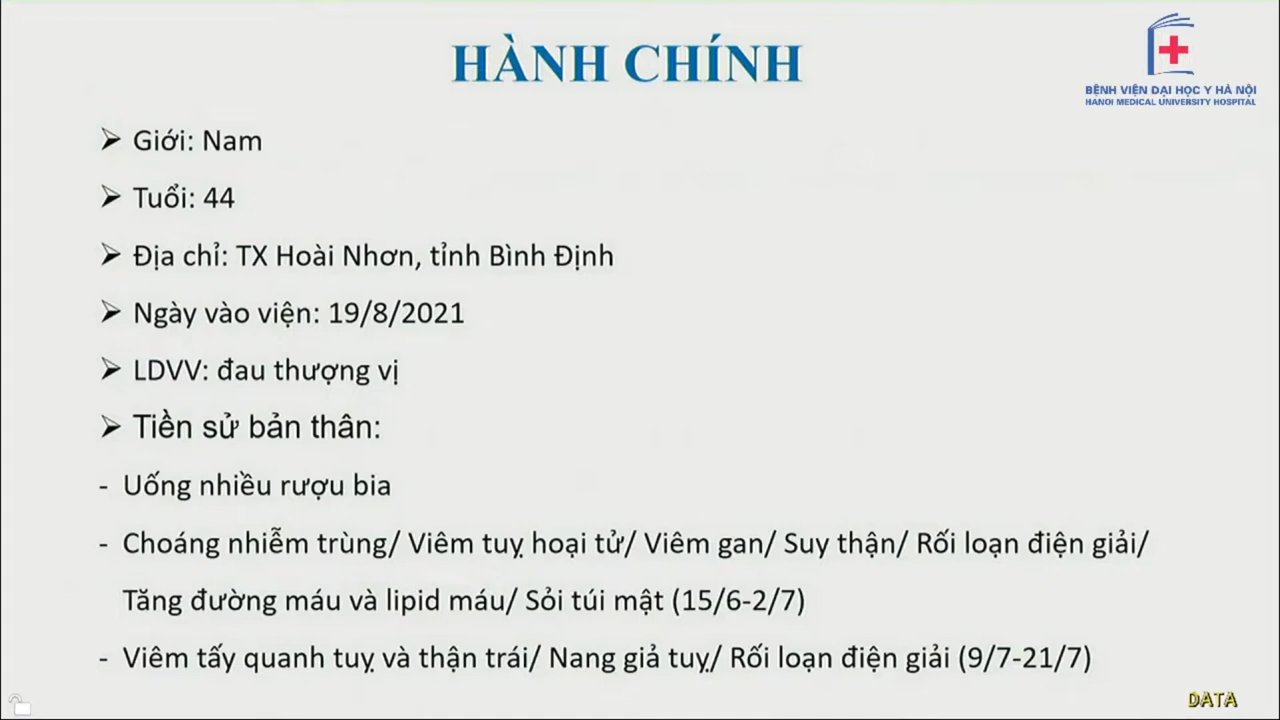 HÀNH CHÍNH
BỆNH VIỆN ĐẠI HỌC Y HÀ NỘI
HANOI MEDICAL UNIVERSITY HOSPITAL
➢ Giới: Nam
➢ Tuổi: 44
➢ Địa chỉ: TX Hoài Nhơn, tỉnh Bình Định
➢ Ngày vào viện: 19/8/2021
➢ LDVV: đau thượng vị
➢ Tiền sử bản thân:
- Uống nhiều rượu bia
- Choáng nhiễm trùng/ Viêm tuỵ hoại tử/ Viêm gan/ Suy thận/ Rối loạn điện giải/
Tăng đường máu và lipid máu/ Sỏi túi mật (15/6-2/7)
- Viêm tấy quanh tuỵ và thận trái/ Nang giả tuỵ/ Rối loạn điện giải (9/7-21/7)
DATA